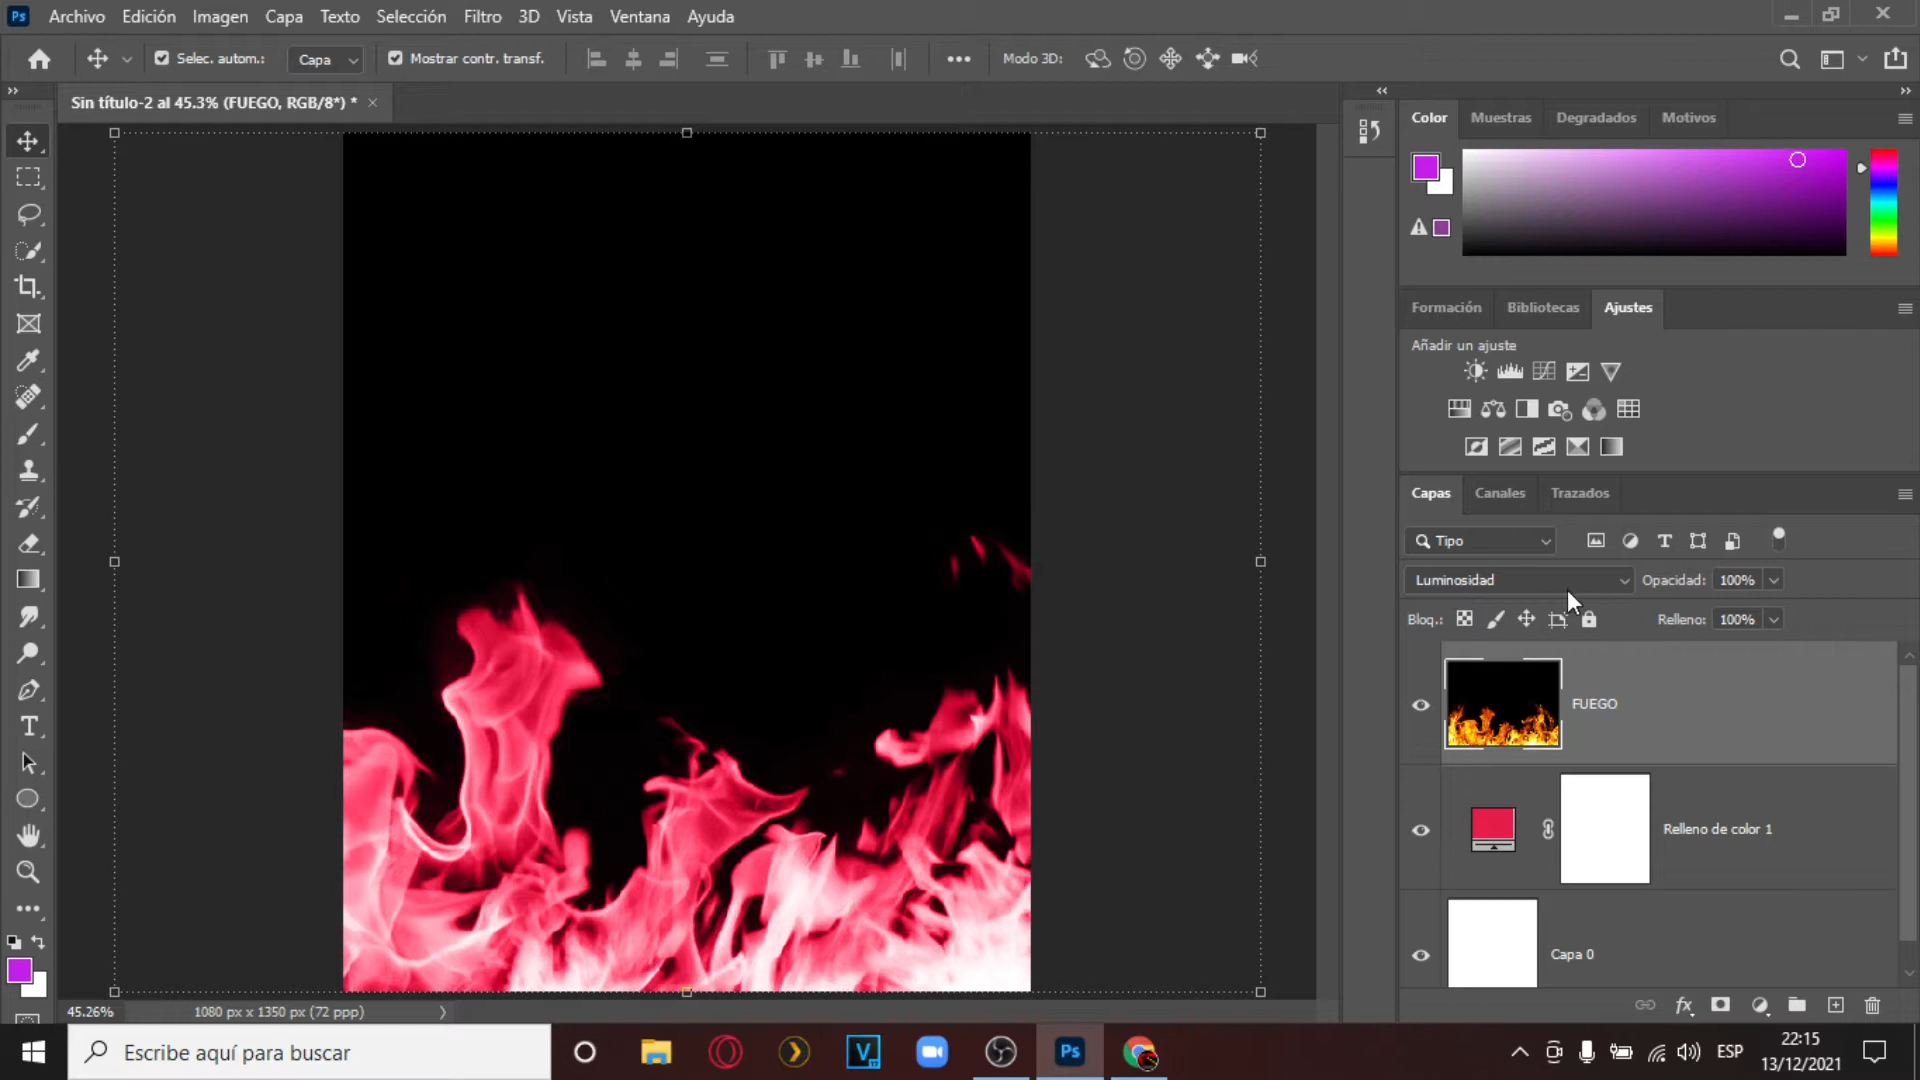 Ps Archivo Edición Imagen Capa Texto Selección Filtro 3D Vista Ventana Ayuda
Selec. autom.: Capa Mostrar contr. transf. Modo 3D:
Sin título-2 al 45.3% (FUEGO, RGB/8*) *
Color Muestras Degradados Motivos
Formación Bibliotecas Ajustes
Añadir un ajuste
Capas Canales Trazados
Tipo
Luminosidad Opacidad: 100%
Bloq.: Relleno: 100%
FUEGO
Relleno de color 1
Capa 0
fx
45.26% 1080 px x 1350 px (72 ppp)
Escribe aquí para buscar
V
Ps
ESP
22:15
13/12/2021